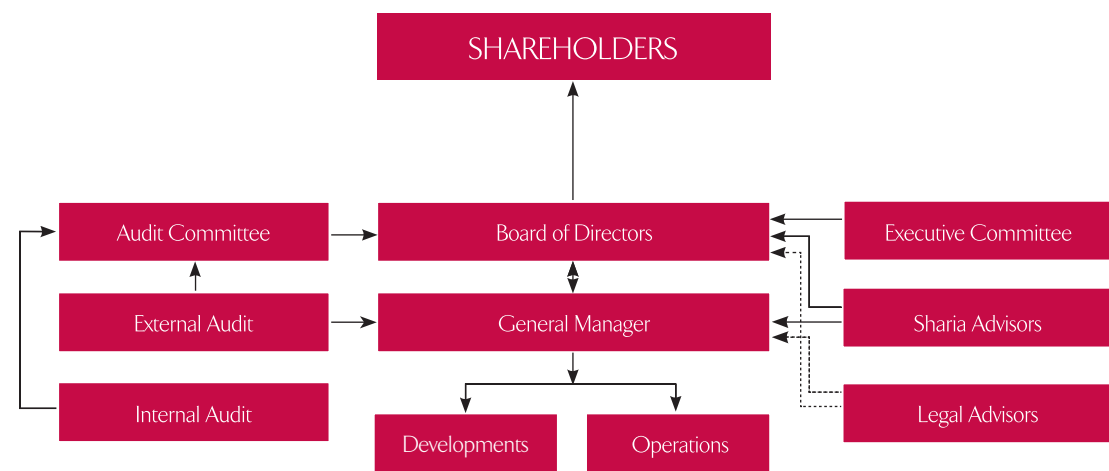 SHAREHOLDERS
Audit Committee
Board of Directors
Executive Committee
External Audit
General Manager
Sharia Advisors
Internal Audit
Legal Advisors
Developments
Operations